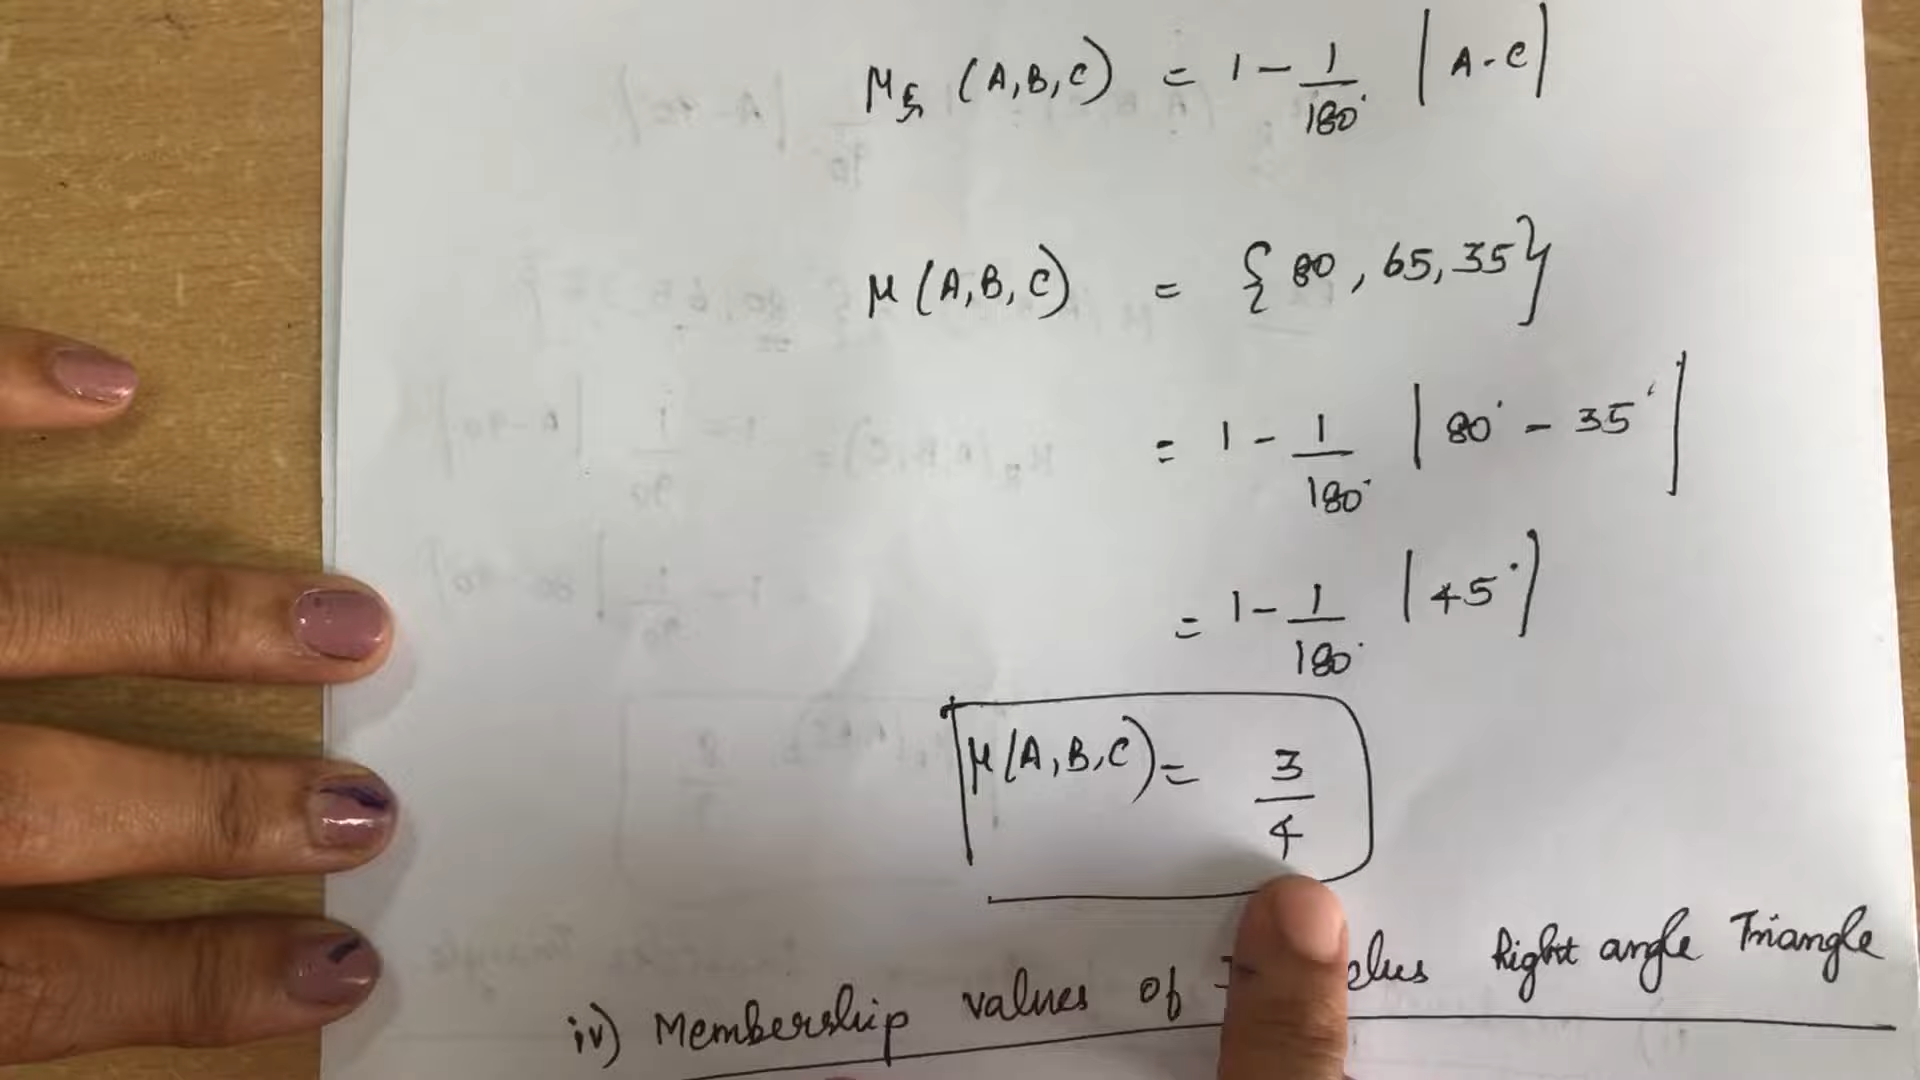 μ (A,B,C) = 1 - 1/180° |A-C|
μ(A,B,C) = {80, 65, 35}
= 1 - 1/180° |80° - 35°|
= 1 - 1/180° |45°|
μ(A,B,C) = 3/4
iv) Membership values of Right angle Triangle